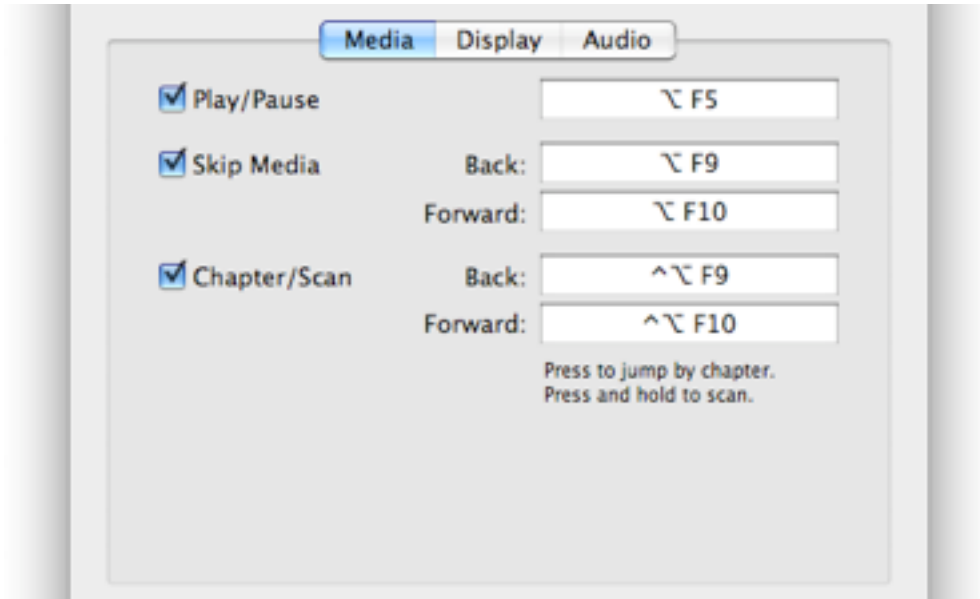 Media Display Audio
Play/Pause ⌥ F5
Skip Media Back: ⌥ F9
Forward: ⌥ F10
Chapter/Scan Back: ^⌥ F9
Forward: ^⌥ F10
Press to jump by chapter.
Press and hold to scan.